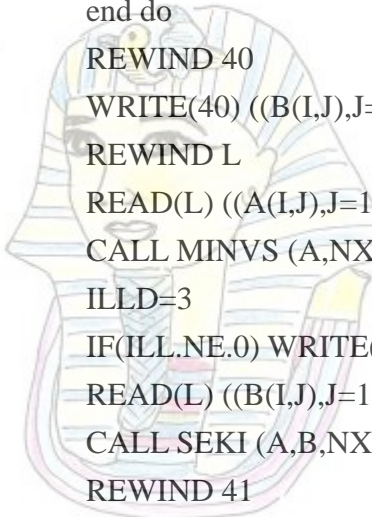 end do
REWIND 40
WRITE(40) ((B(I,J),J=
REWIND L
READ(L) ((A(I,J),J=1
CALL MINVS (A,NX
ILLD=3
IF(ILL.NE.0) WRITE(
READ(L) ((B(I,J),J=1
CALL SEKI (A,B,NX
REWIND 41